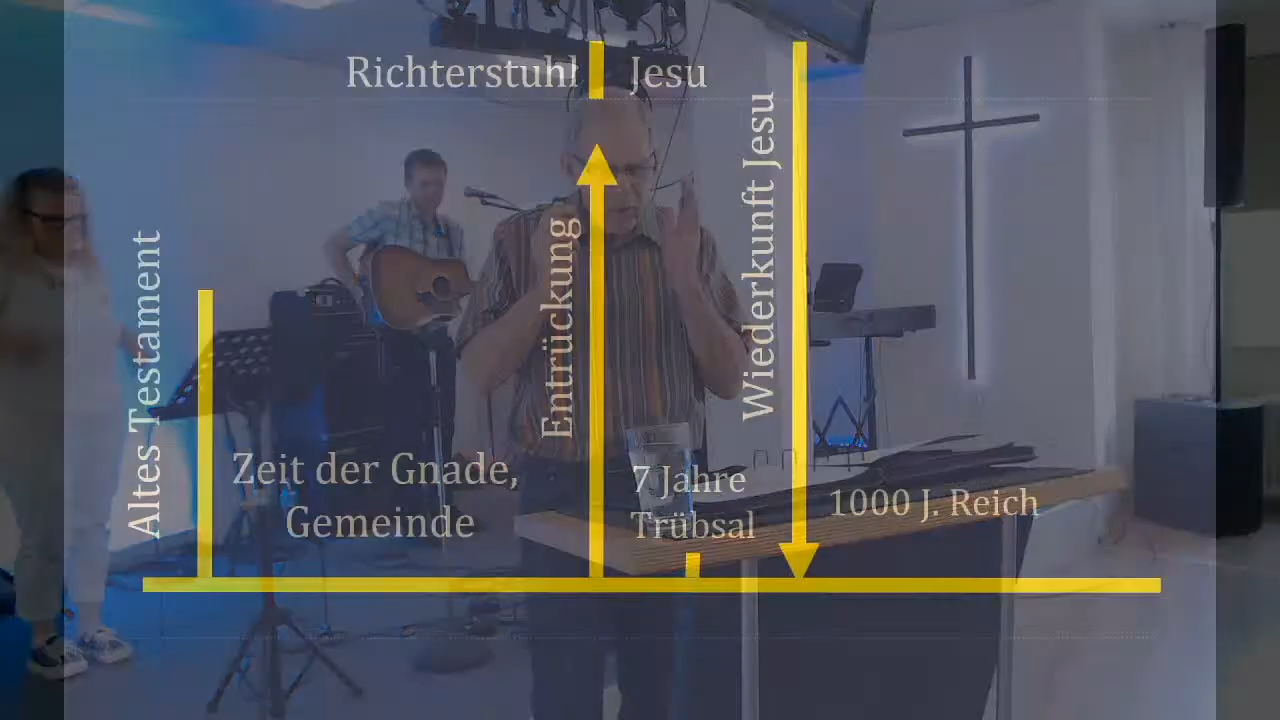 Richterstuhl Jesu
Altes Testament
Zeit der Gnade,
Gemeinde
Entrückung
7 Jahre
Trübsal
Wiederkunft Jesu
1000 J. Reich